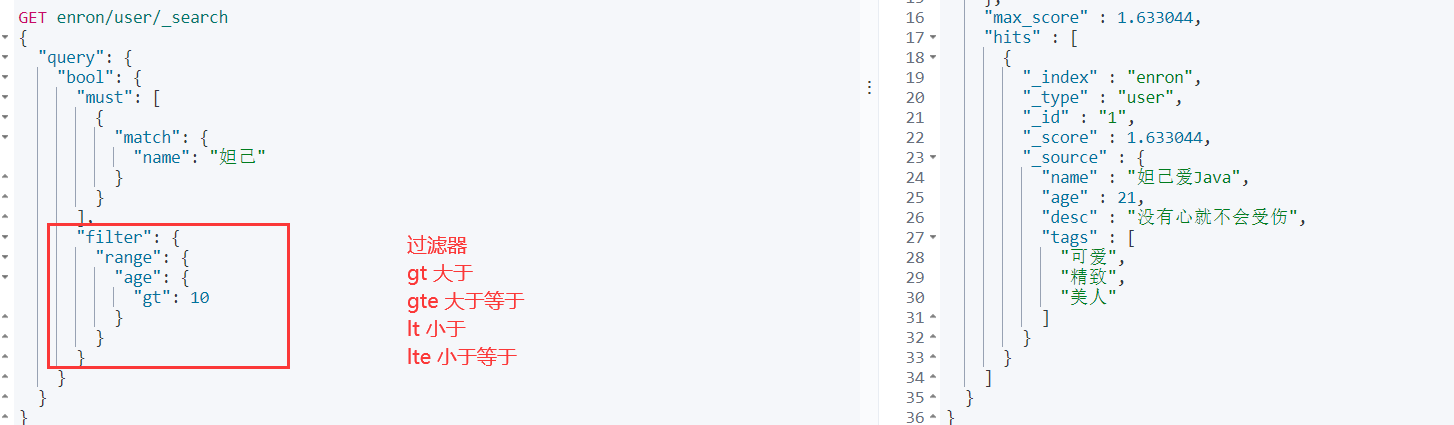 GET enron/user/_search
{
  "query": {
    "bool": {
      "must": [
        {
          "match": {
            "name": "妲己"
          }
        }
      ],
      "filter": {
        "range": {
          "age": {
            "gt": 10
          }
        }
      }
    }
  }
}
过滤器
gt 大于
gte 大于等于
lt 小于
lte 小于等于
15 },
16 "max_score" : 1.633044,
17 "hits" : [
18 {
19 "_index" : "enron",
20 "_type" : "user",
21 "_id" : "1",
22 "_score" : 1.633044,
23 "_source" : {
24 "name" : "妲己爱Java",
25 "age" : 21,
26 "desc" : "没有心就不会受伤",
27 "tags" : [
28 "可爱",
29 "精致",
30 "美人"
31 ]
32 }
33 }
34 ]
35 }
36 }